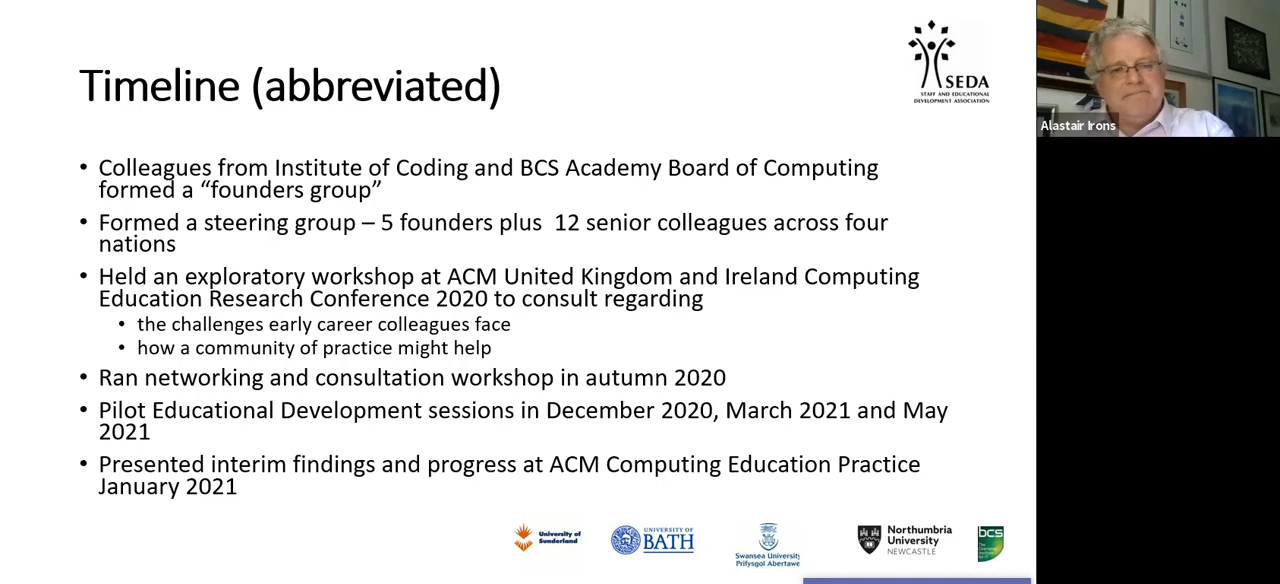 Timeline (abbreviated)
SEDA
STAFF AND EDUCATIONAL
DEVELOPMENT ASSOCIATION
Alastair Irons
• Colleagues from Institute of Coding and BCS Academy Board of Computing
formed a “founders group”
• Formed a steering group – 5 founders plus  12 senior colleagues across four
nations
• Held an exploratory workshop at ACM United Kingdom and Ireland Computing
Education Research Conference 2020 to consult regarding
• the challenges early career colleagues face
• how a community of practice might help
• Ran networking and consultation workshop in autumn 2020
• Pilot Educational Development sessions in December 2020, March 2021 and May
2021
• Presented interim findings and progress at ACM Computing Education Practice
January 2021
University of
Sunderland
UNIVERSITY OF
BATH
Swansea University
Prifysgol Abertawe
Northumbria
University
NEWCASTLE
bcs